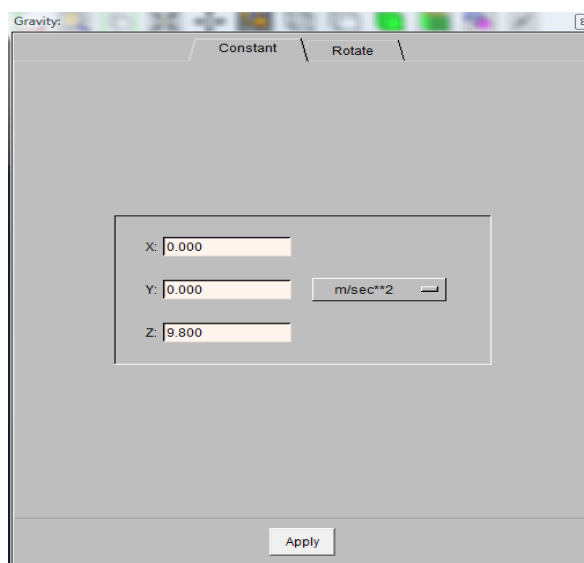 Gravity:
Constant Rotate
X: 0.000
Y: 0.000 m/sec**2
Z: 9.800
Apply